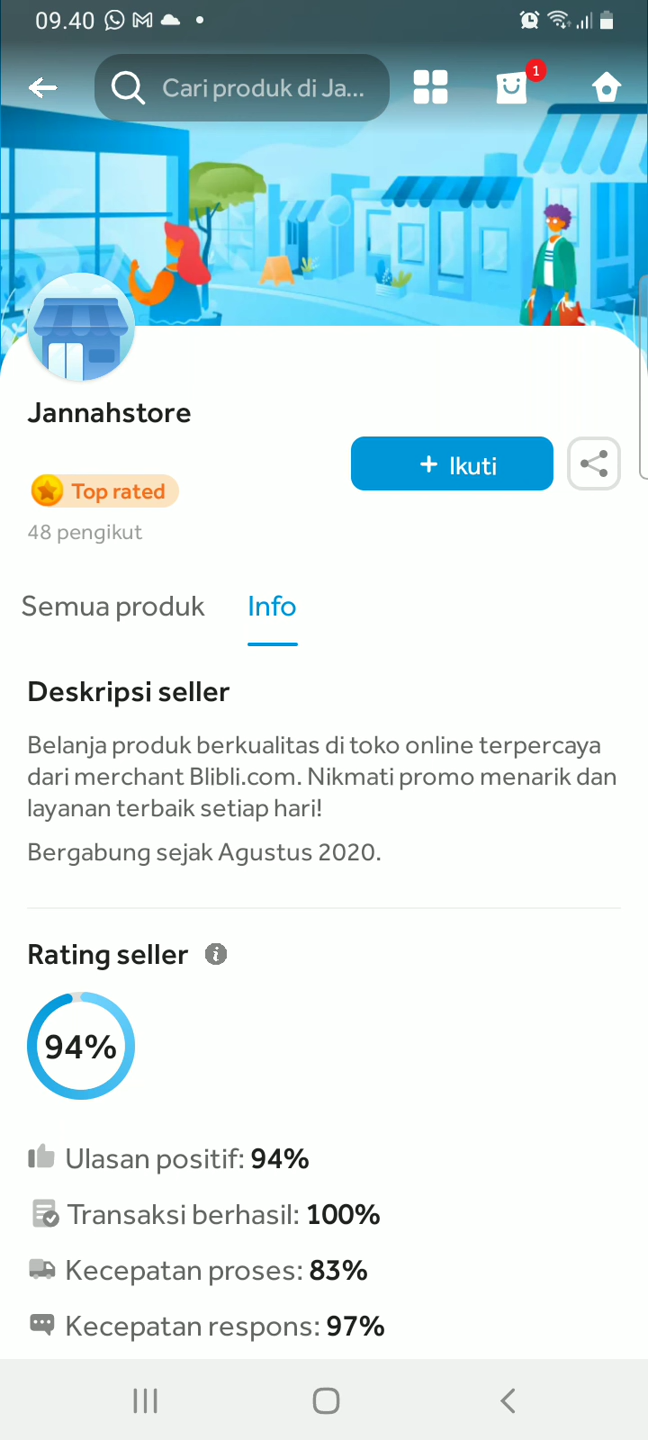 09.40
Cari produk di Ja...
1
Jannahstore
+ Ikuti
Top rated
48 pengikut
Semua produk
Info
Deskripsi seller
Belanja produk berkualitas di toko online terpercaya
dari merchant Blibli.com. Nikmati promo menarik dan
layanan terbaik setiap hari!
Bergabung sejak Agustus 2020.
Rating seller
94%
Ulasan positif: 94%
Transaksi berhasil: 100%
Kecepatan proses: 83%
Kecepatan respons: 97%